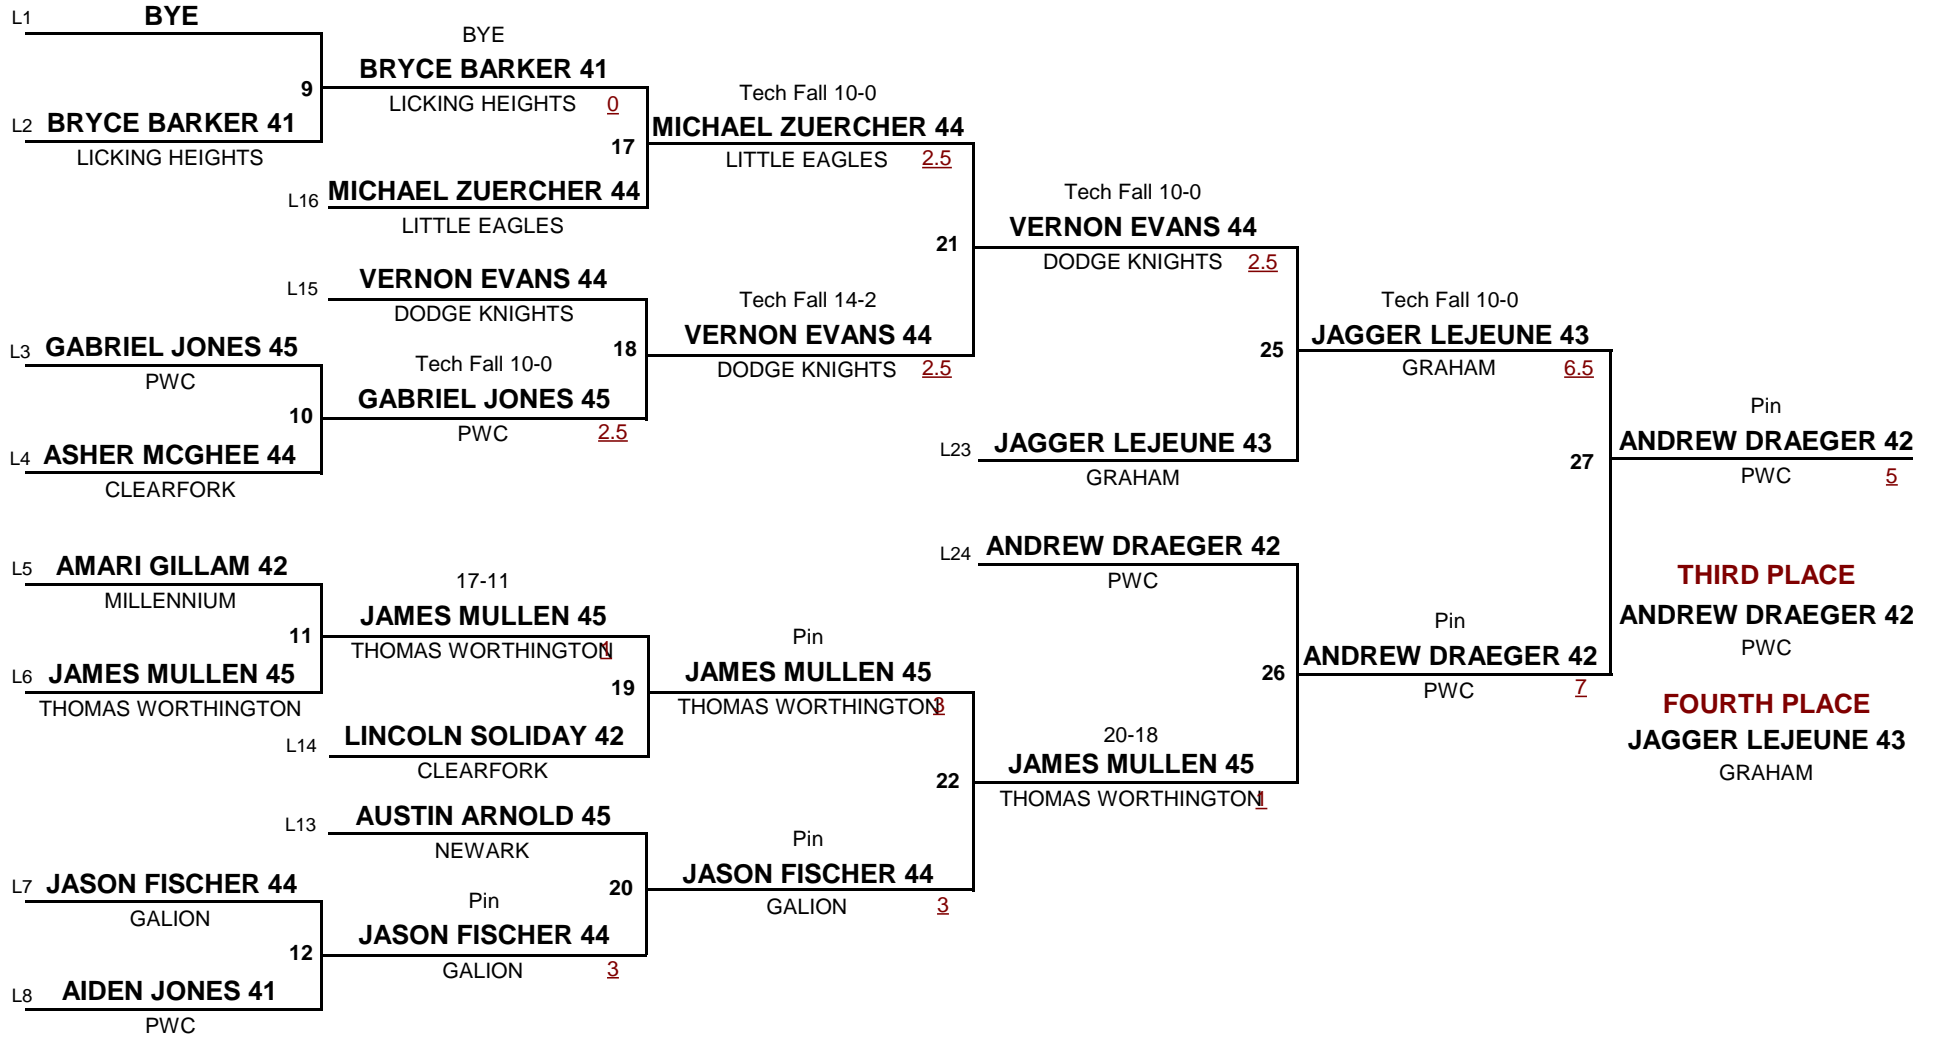 L1 BYE
9
L2 BRYCE BARKER 41
LICKING HEIGHTS
BYE
BRYCE BARKER 41
LICKING HEIGHTS 0
17
L16 MICHAEL ZUERCHER 44
LITTLE EAGLES
Tech Fall 10-0
MICHAEL ZUERCHER 44
LITTLE EAGLES 2.5
21
L15 VERNON EVANS 44
DODGE KNIGHTS
18
L3 GABRIEL JONES 45
PWC
10
L4 ASHER MCGHEE 44
CLEARFORK
Tech Fall 10-0
GABRIEL JONES 45
PWC 2.5
Tech Fall 14-2
VERNON EVANS 44
DODGE KNIGHTS 2.5
Tech Fall 10-0
VERNON EVANS 44
DODGE KNIGHTS 2.5
25
L23 JAGGER LEJEUNE 43
GRAHAM
Tech Fall 10-0
JAGGER LEJEUNE 43
GRAHAM 6.5
27
L5 AMARI GILLAM 42
MILLENNIUM
11
L6 JAMES MULLEN 45
THOMAS WORTHINGTON
17-11
JAMES MULLEN 45
THOMAS WORTHINGTON 1
19
L14 LINCOLN SOLIDAY 42
CLEARFORK
Pin
JAMES MULLEN 45
THOMAS WORTHINGTON 3
22
L13 AUSTIN ARNOLD 45
NEWARK
20
L7 JASON FISCHER 44
GALION
12
L8 AIDEN JONES 41
PWC
Pin
JASON FISCHER 44
GALION 3
Pin
JASON FISCHER 44
GALION 3
L24 ANDREW DRAEGER 42
PWC
26
20-18
JAMES MULLEN 45
THOMAS WORTHINGTON 1
Pin
ANDREW DRAEGER 42
PWC 7
Pin
ANDREW DRAEGER 42
PWC 5
THIRD PLACE
ANDREW DRAEGER 42
PWC
FOURTH PLACE
JAGGER LEJEUNE 43
GRAHAM